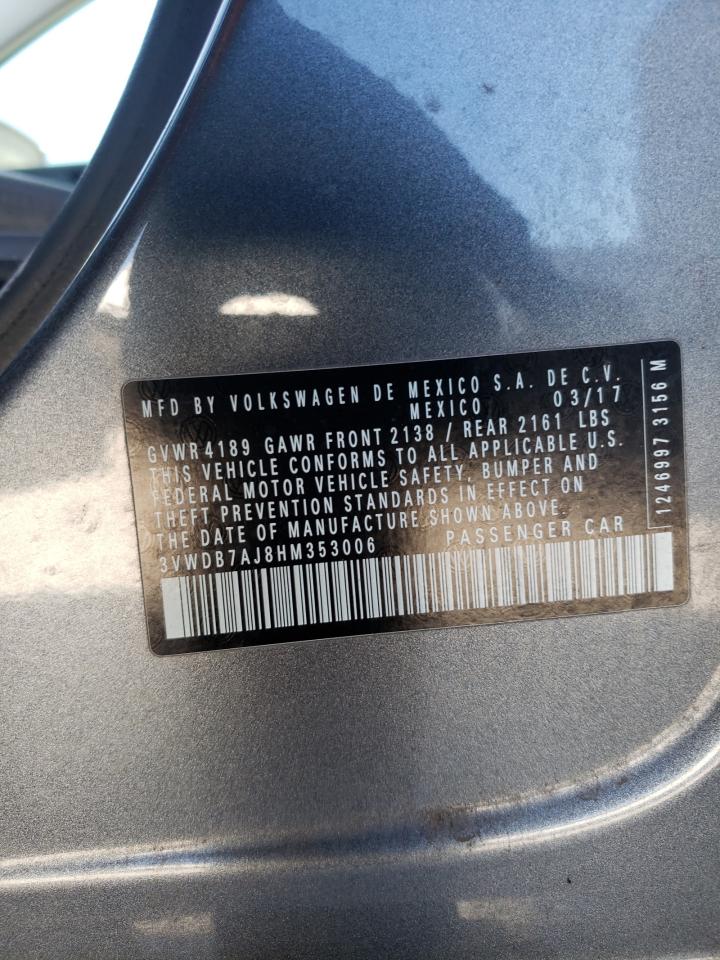 MFD BY VOLKSWAGEN DE MEXICO S.A. DE C.V.
MEXICO 03/17
GVWR 4189 GAWR FRONT 2138 / REAR 2161 LBS
THIS VEHICLE CONFORMS TO ALL APPLICABLE U.S.
FEDERAL MOTOR VEHICLE SAFETY, BUMPER AND
THEFT PREVENTION STANDARDS IN EFFECT ON
THE DATE OF MANUFACTURE SHOWN ABOVE.
3VWDB7AJ8HM353006 PASSENGER CAR
1246997 3156 M